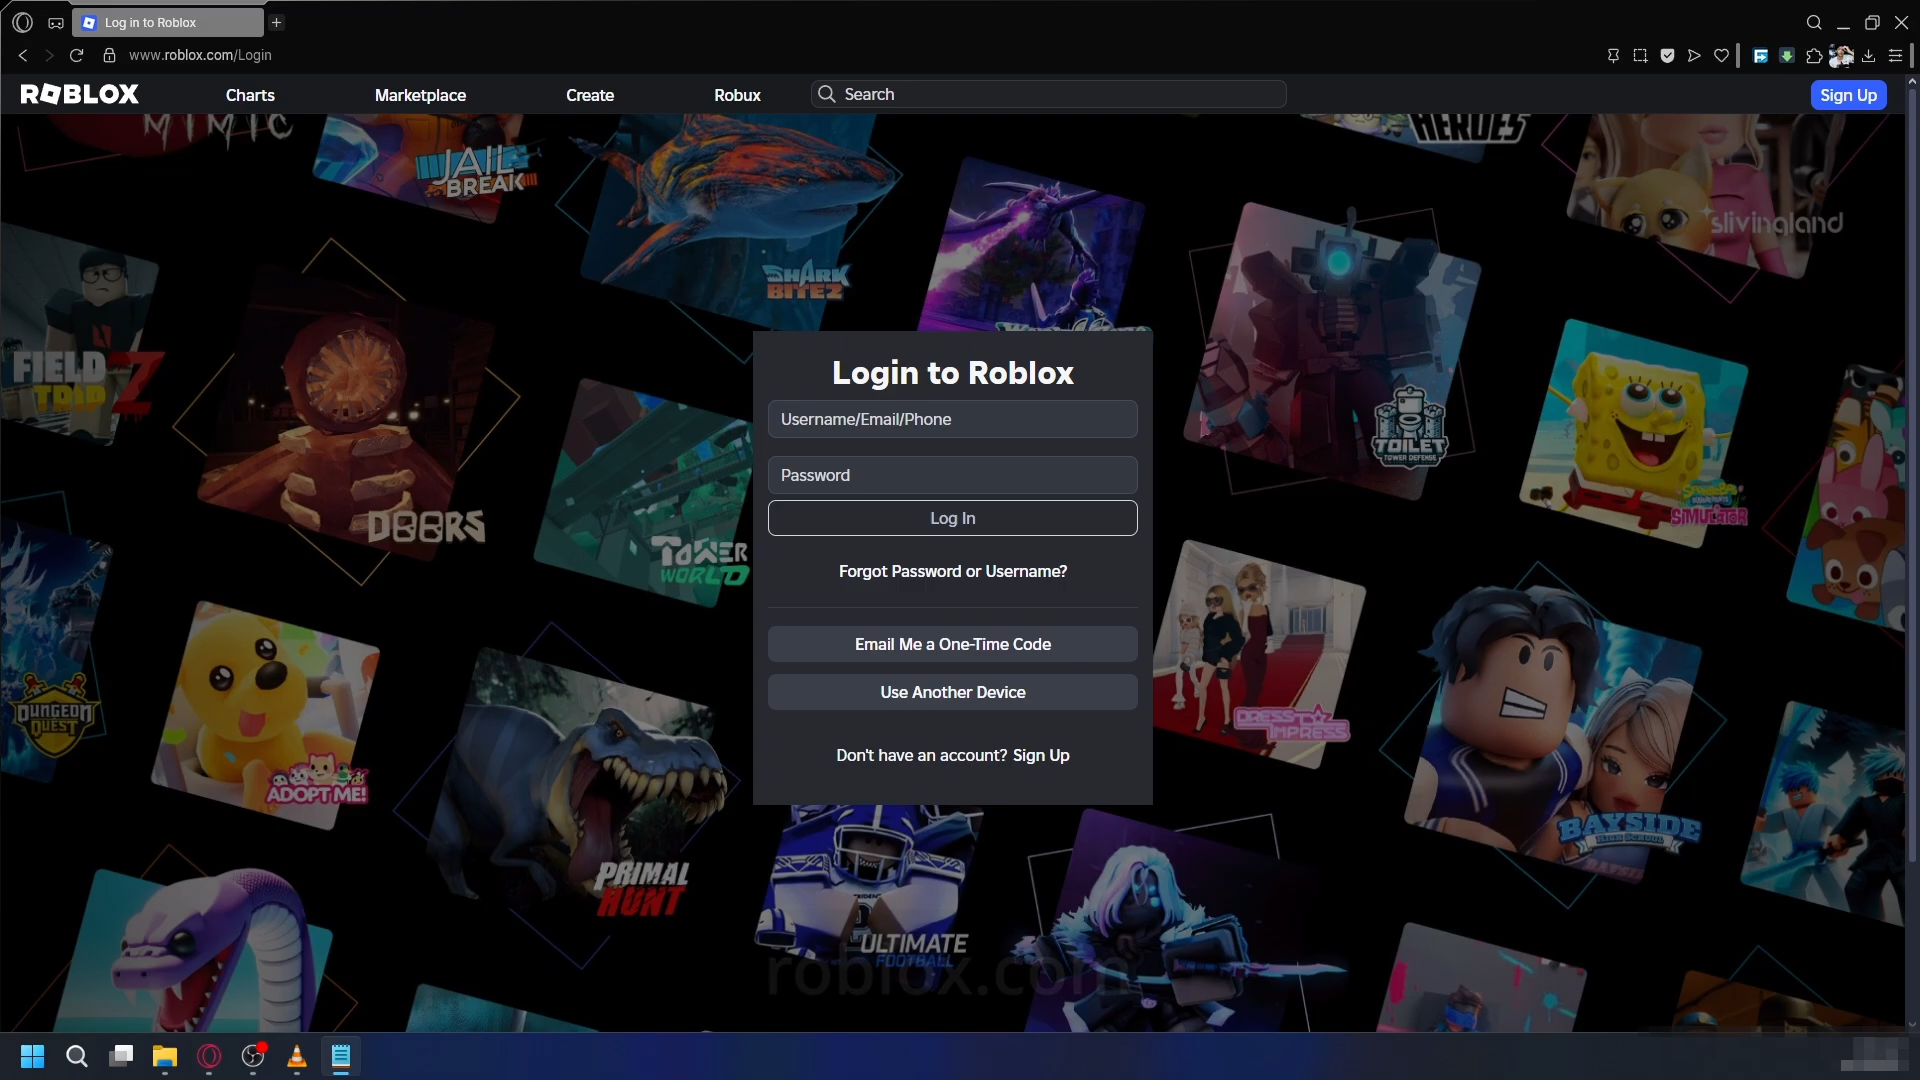 Log in to Roblox
www.roblox.com/Login
ROBLOX
Charts
Marketplace
Create
Robux
Search
Sign Up
MIMIC
JAIL
BREAK
HEROES
slivingland
SHARK
BITE 2
FIELD
TRIP Z
DOORS
TOWER
WORLD
TOILET
TOWER DEFENSE
SIMULATOR
Login to Roblox
Username/Email/Phone
Password
Log In
Forgot Password or Username?
Email Me a One-Time Code
Use Another Device
Don't have an account? Sign Up
DUNGEON
QUEST
ADOPT ME!
DRESS TO
IMPRESS
PRIMAL
HUNT
BAYSIDE
HIGH SCHOOL
ULTIMATE
FOOTBALL
roblox.com